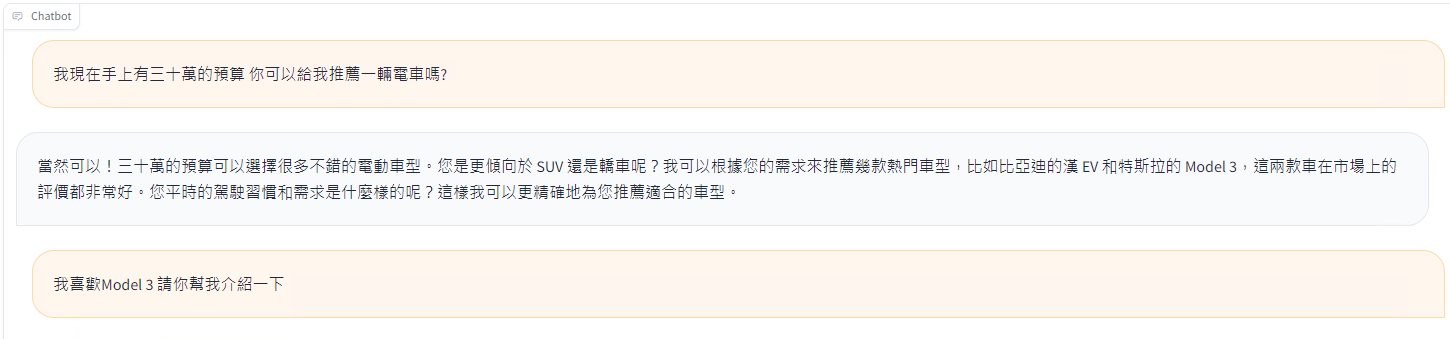 Chatbot
我現在手上有三十萬的預算 你可以給我推薦一輛電車嗎?
當然可以！三十萬的預算可以選擇很多不錯的電動車型。您是更傾向於 SUV 還是轎車呢？我可以根據您的需求來推薦幾款熱門車型，比如比亞迪的漢 EV 和特斯拉的 Model 3，這兩款車在市場上的
評價都非常好。您平時的駕駛習慣和需求是什麼樣的呢？這樣我可以更精確地為您推薦適合的車型。
我喜歡Model 3 請你幫我介紹一下